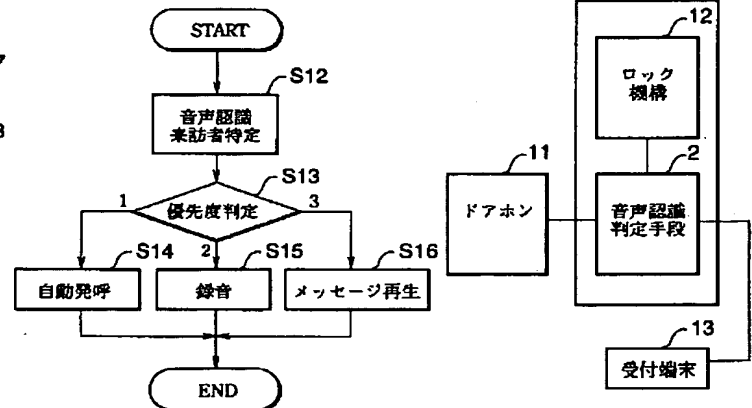 START
S12
音声認識
来訪者特定
S13
1
優先度判定
3
2
S14
自動発呼
S15
録音
S16
メッセージ再生
END
12
ロック
機構
11
ドアホン
2
音声認識
判定手段
13
受付端末